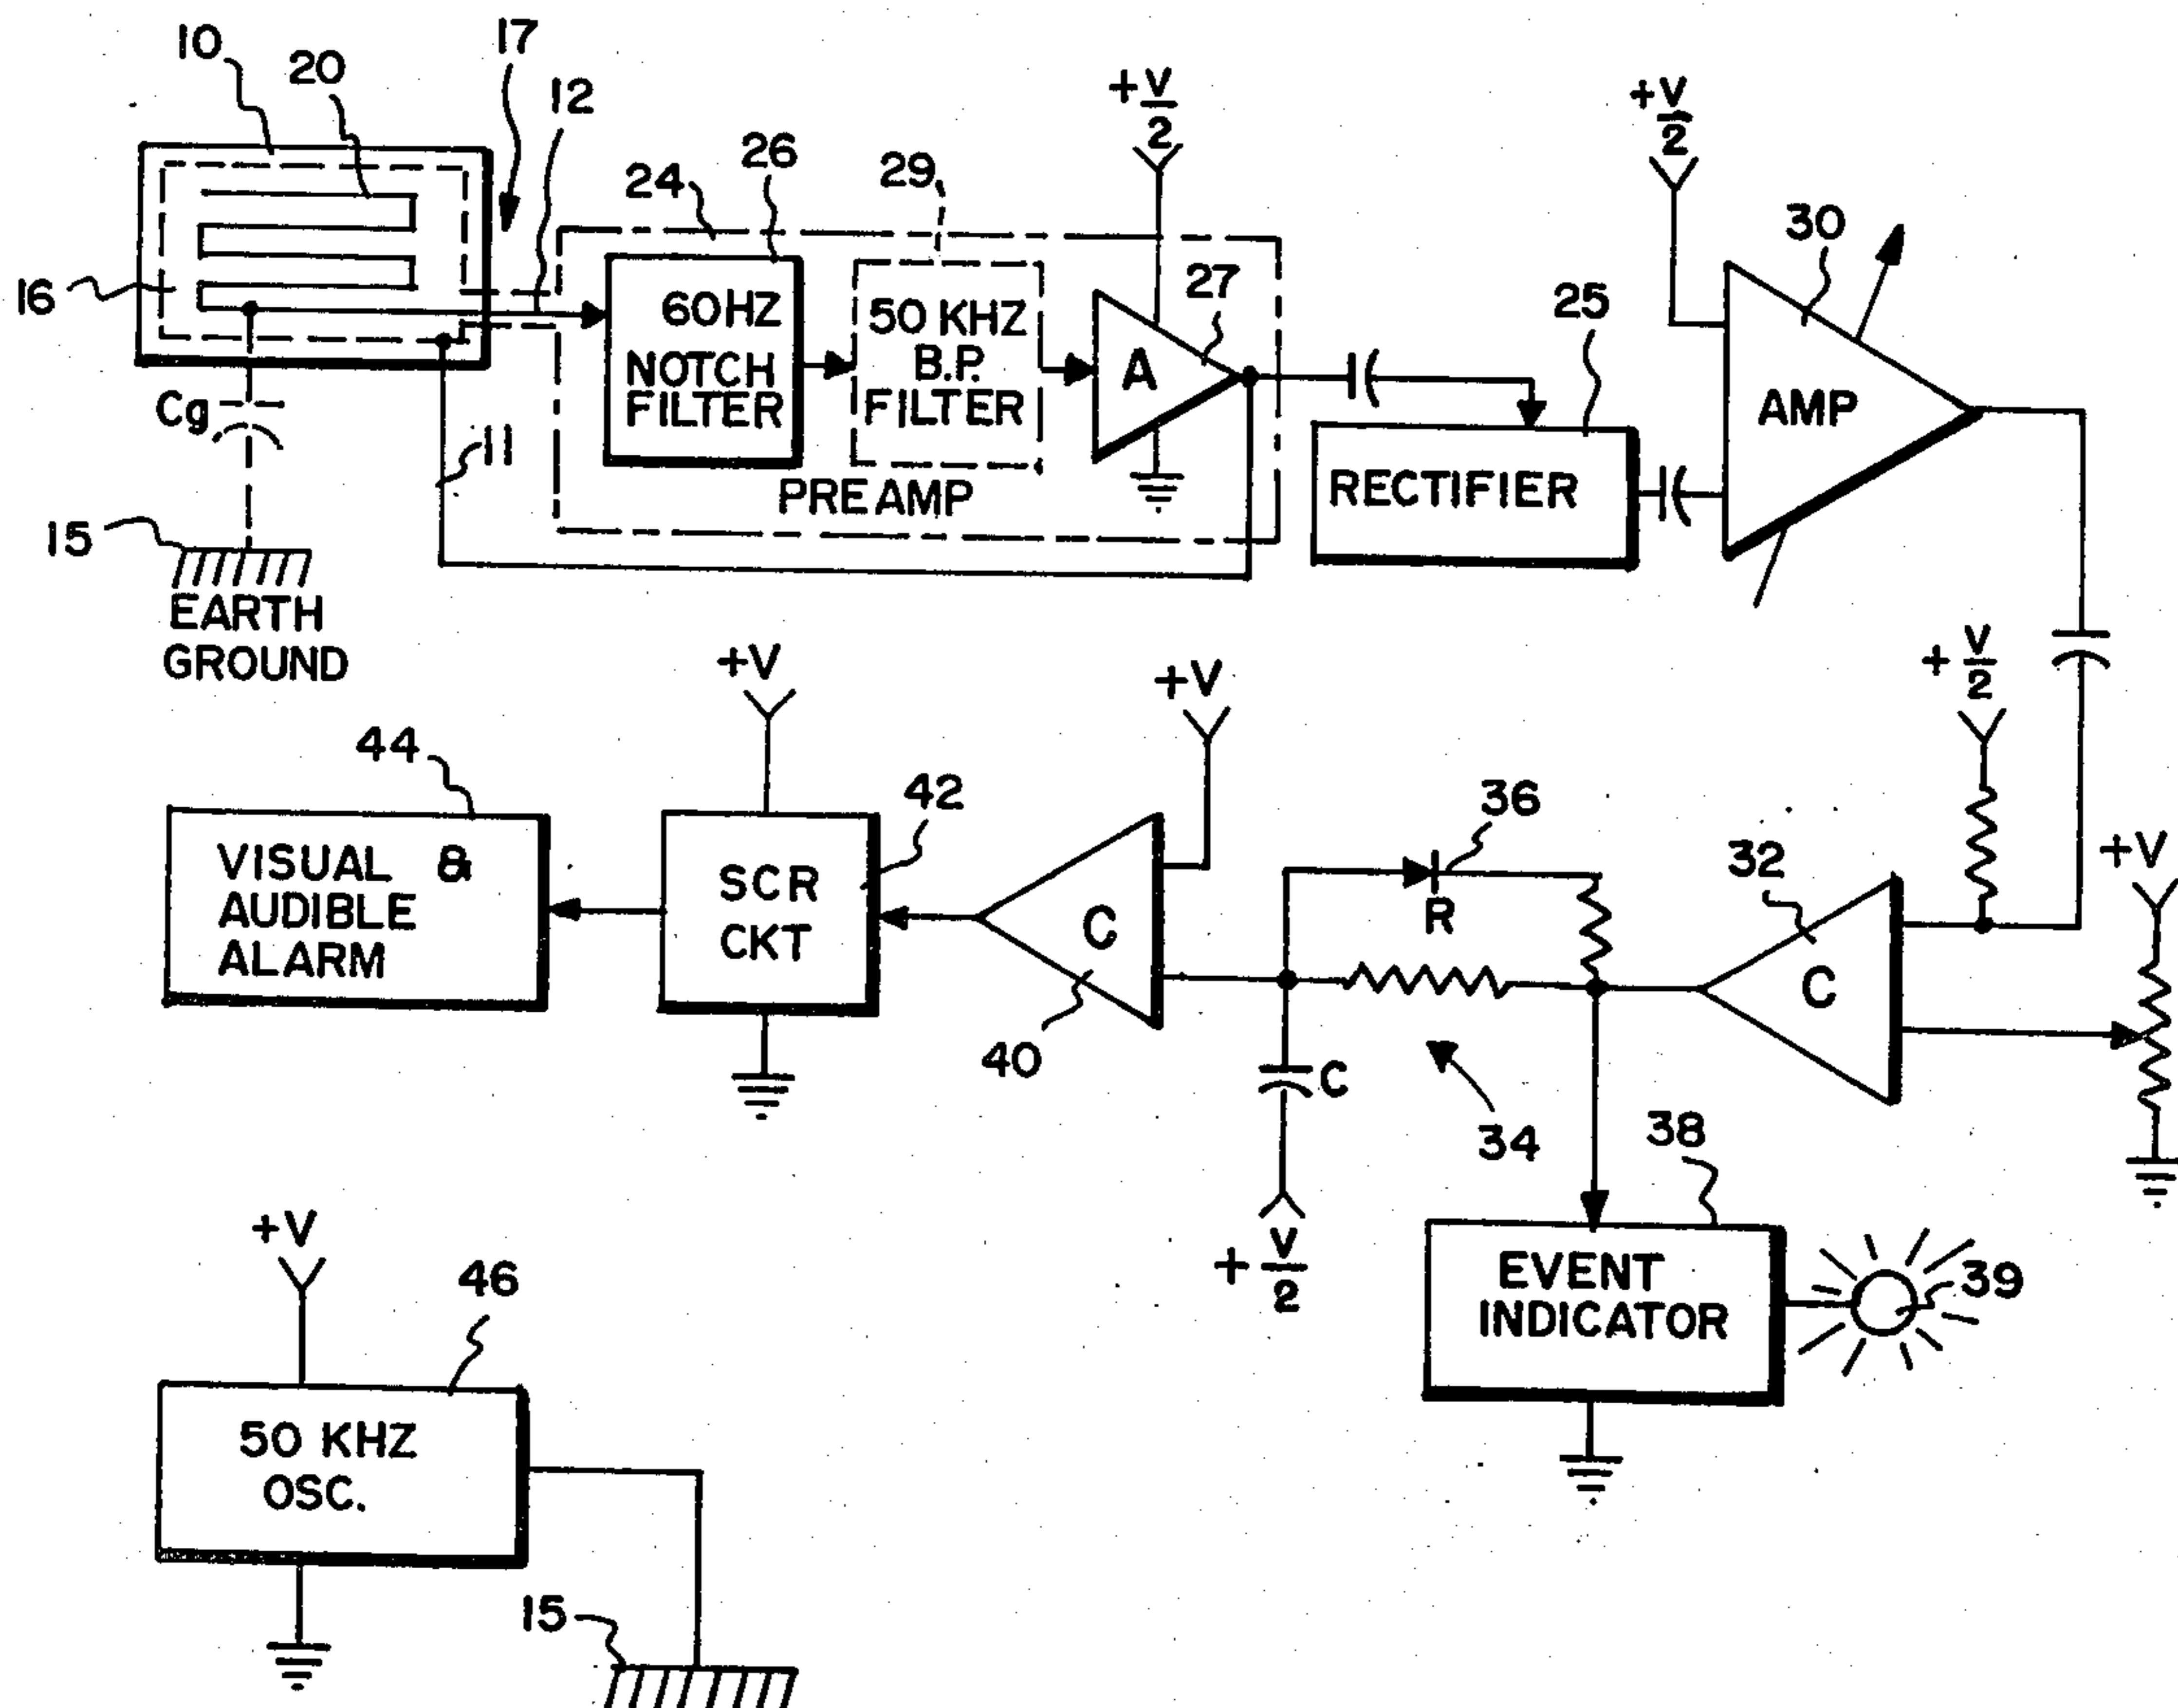 10
20
17
12
16
24
26
29
+V/2
27
60HZ
NOTCH
FILTER
50 KHZ
B.P.
FILTER
A
PREAMP
Cg
11
15
EARTH
GROUND
25
RECTIFIER
+V/2
30
AMP
44
VISUAL &
AUDIBLE
ALARM
+V
42
SCR
CKT
+V
C
40
36
R
C
+V/2
34
32
C
+V/2
+V
38
EVENT
INDICATOR
39
+V
46
50 KHZ
OSC.
15